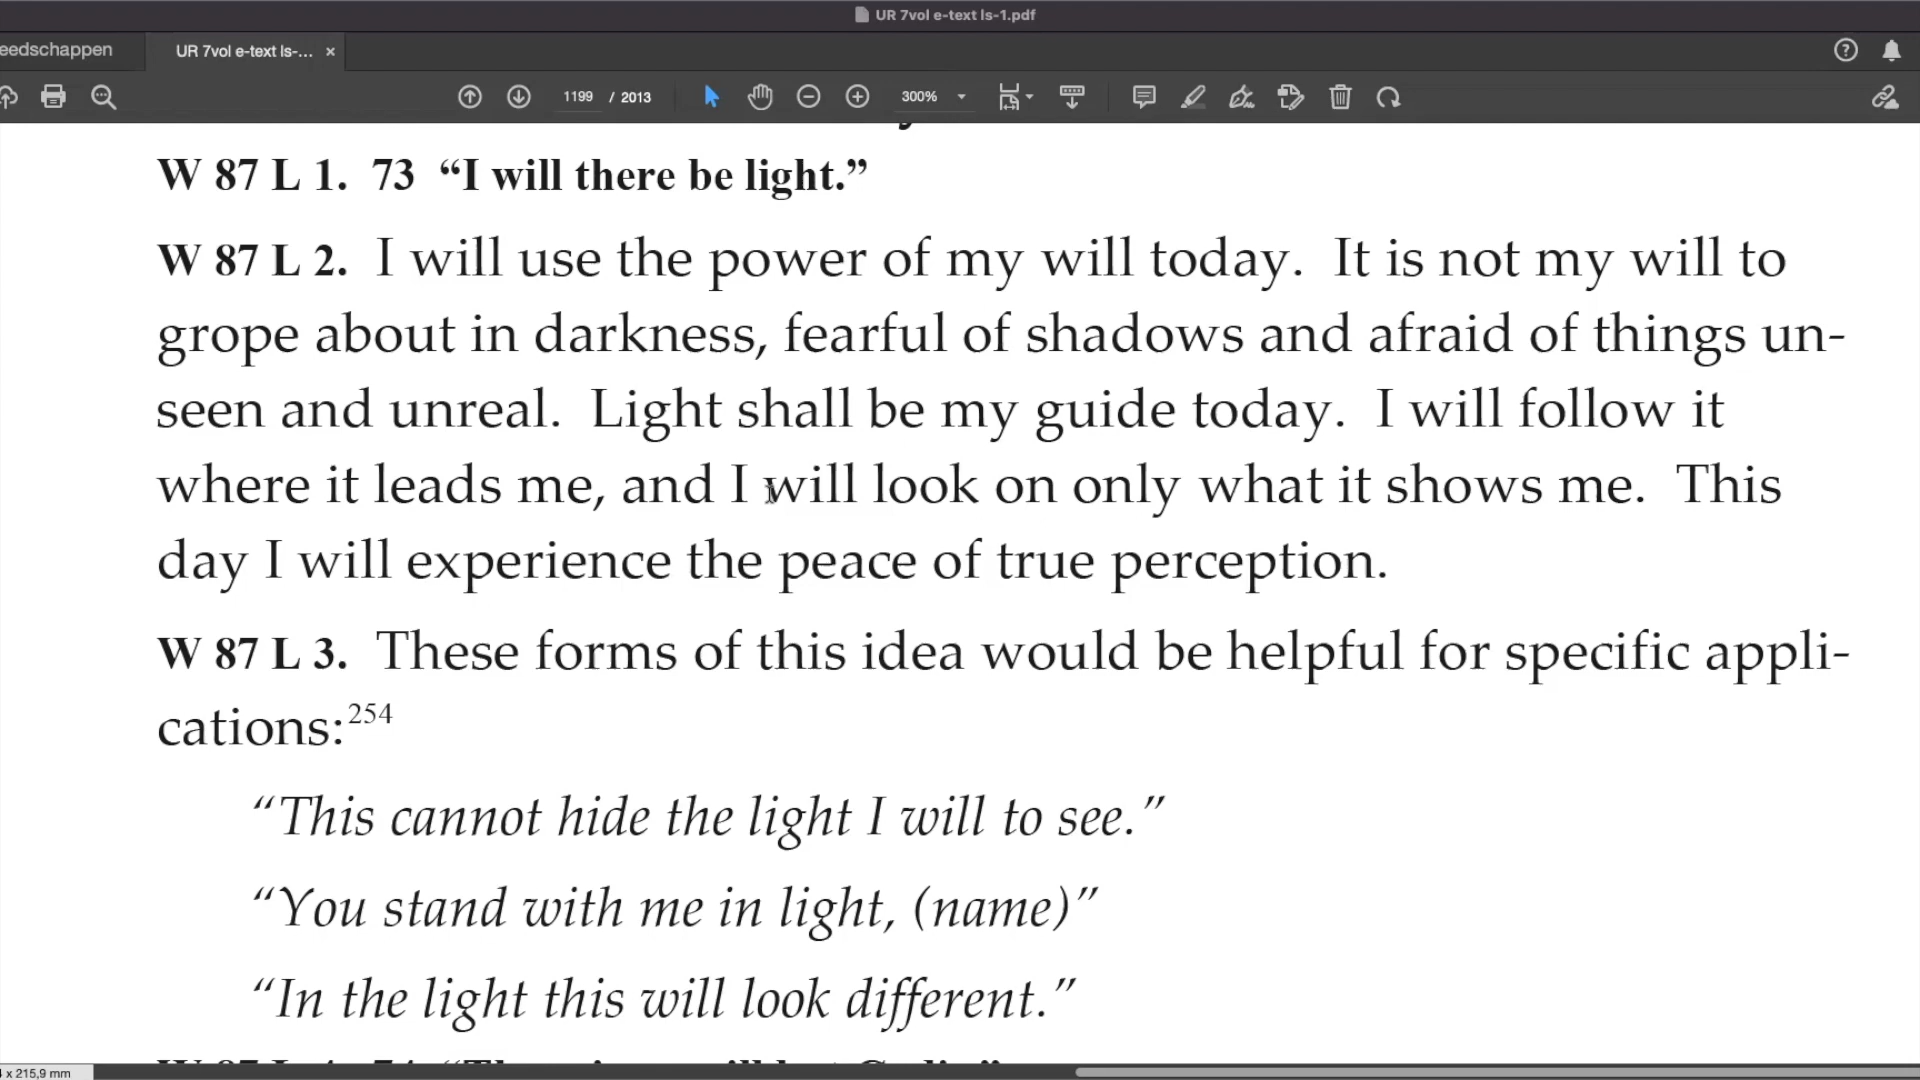 UR 7vol e-text ls-1.pdf
eedschappen
UR 7vol e-text ls-... ×
1199 / 2013
300%
W 87 L 1. 73 “I will there be light.”
W 87 L 2. I will use the power of my will today. It is not my will to
grope about in darkness, fearful of shadows and afraid of things un-
seen and unreal. Light shall be my guide today. I will follow it
where it leads me, and I will look on only what it shows me. This
day I will experience the peace of true perception.
W 87 L 3. These forms of this idea would be helpful for specific appli-
cations:254
“This cannot hide the light I will to see.”
“You stand with me in light, (name)”
“In the light this will look different.”
x 215,9 mm